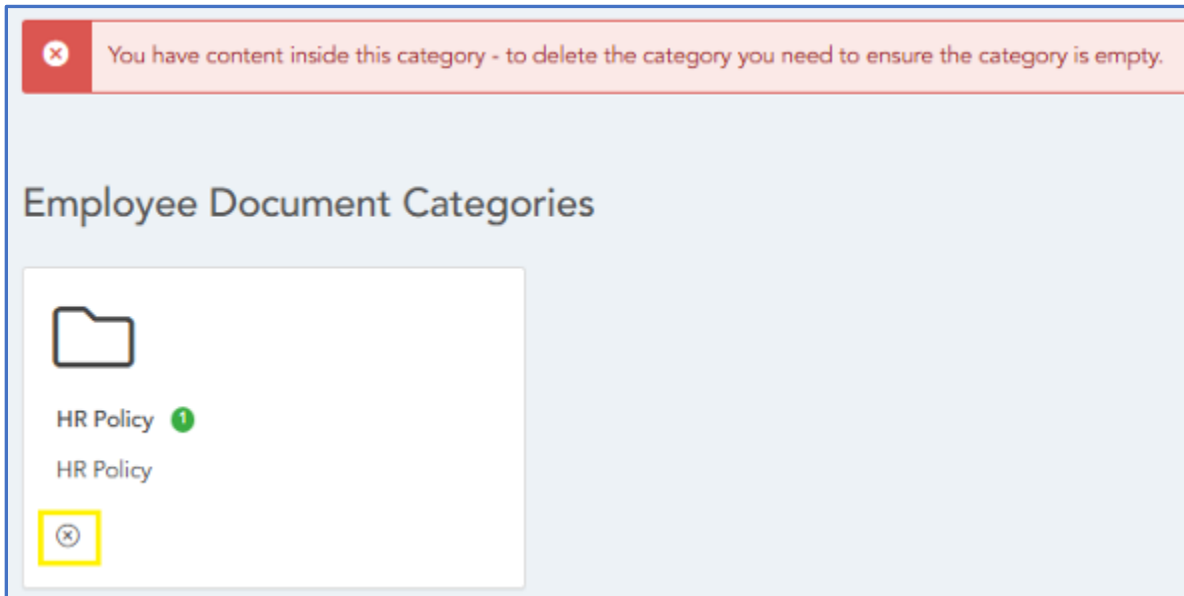 You have content inside this category - to delete the category you need to ensure the category is empty.
Employee Document Categories
HR Policy 1
HR Policy